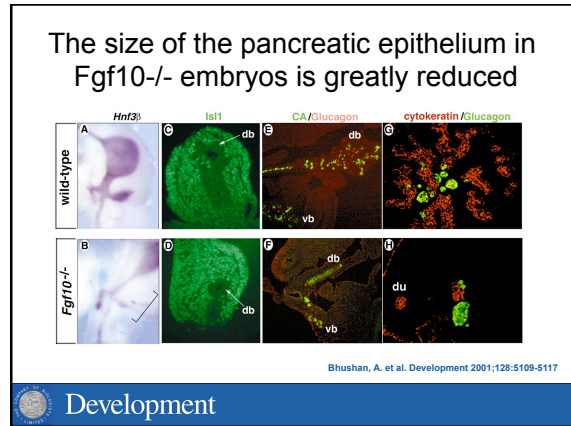 The size of the pancreatic epithelium in
Fgf10-/- embryos is greatly reduced
Hnf3β Isl1 CA/Glucagon cytokeratin/Glucagon
wild-type
A C db E db vb G
Fgf10-/-
B D db F db vb H du
Bhushan, A. et al. Development 2001;128:5109-5117
Development